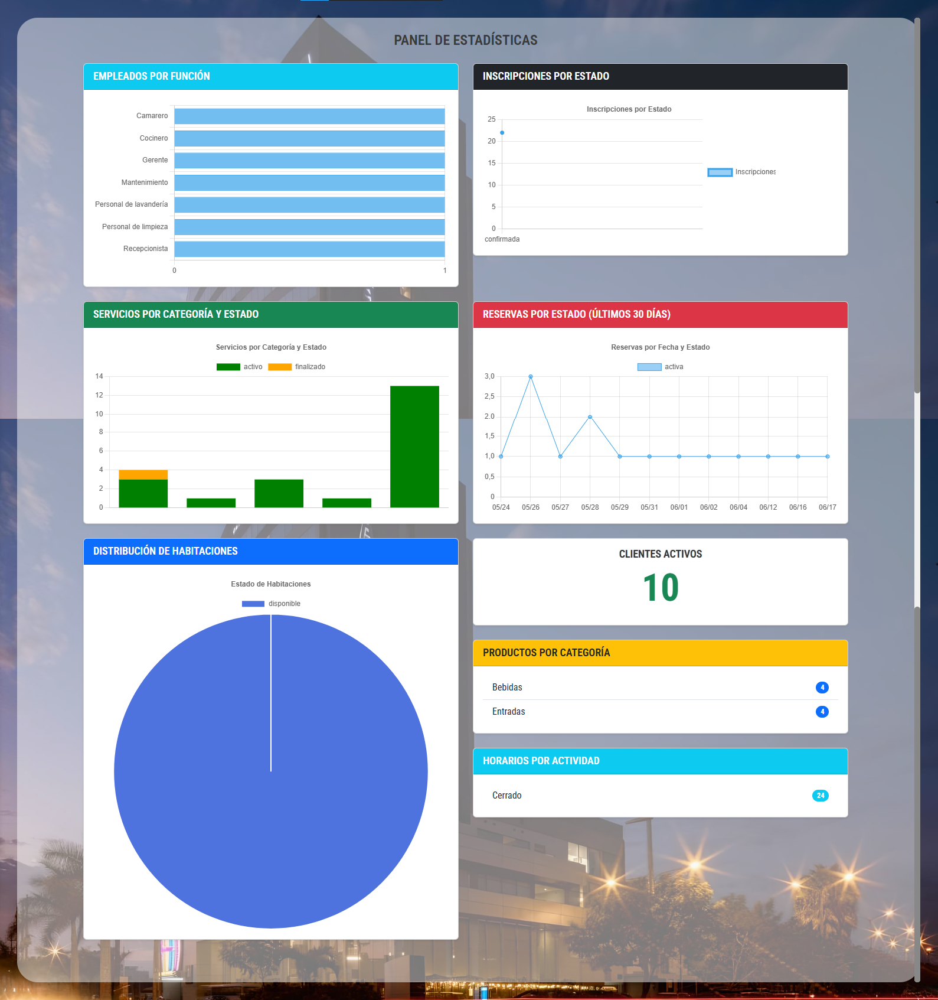 PANEL DE ESTADÍSTICAS
EMPLEADOS POR FUNCIÓN
Camarero
Cocinero
Gerente
Mantenimiento
Personal de lavandería
Personal de limpieza
Recepcionista
0 1
INSCRIPCIONES POR ESTADO
Inscripciones por Estado
25
20
15
10
5
0
confirmada
Inscripciones
SERVICIOS POR CATEGORÍA Y ESTADO
Servicios por Categoría y Estado
activo finalizado
14
12
10
8
6
4
2
0
RESERVAS POR ESTADO (ÚLTIMOS 30 DÍAS)
Reservas por Fecha y Estado
activa
3,0
2,5
2.0
1,5
1,0
0,5
0
05/24 05/26 05/27 05/28 05/29 05/31 06/01 06/02 06/04 06/12 06/16 06/17
DISTRIBUCIÓN DE HABITACIONES
Estado de Habitaciones
disponible
CLIENTES ACTIVOS
10
PRODUCTOS POR CATEGORÍA
Bebidas 4
Entradas 4
HORARIOS POR ACTIVIDAD
Cerrado 24